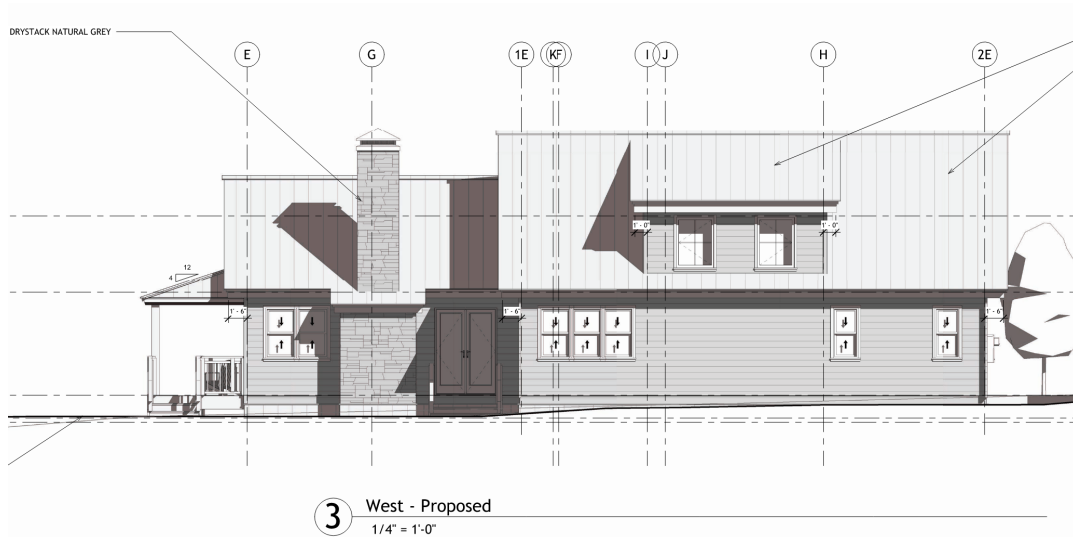 DRYSTACK NATURAL GREY
E
G
1E
K
F
I
J
H
2E
1' - 0"
1' - 0"
12
4
1' - 6"
1' - 6"
1' - 6"
3
West - Proposed
1/4" = 1'-0"